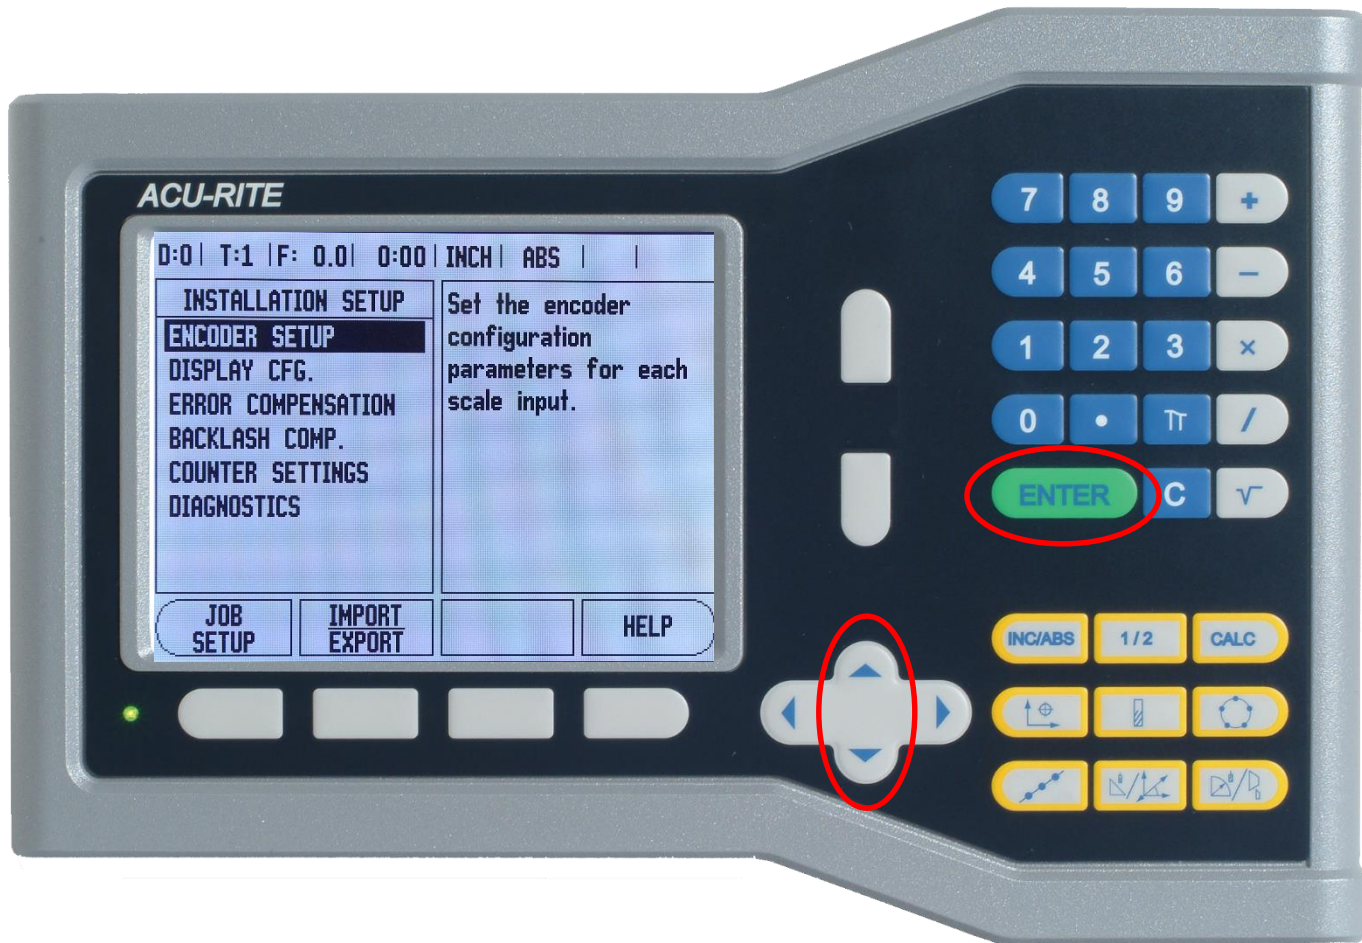 ACU-RITE
D:0 | T:1 | F: 0.0 | 0:00 | INCH | ABS | |
INSTALLATION SETUP
ENCODER SETUP
DISPLAY CFG.
ERROR COMPENSATION
BACKLASH COMP.
COUNTER SETTINGS
DIAGNOSTICS
Set the encoder
configuration
parameters for each
scale input.
JOB
SETUP
IMPORT
EXPORT
HELP
7 8 9 +
4 5 6 −
1 2 3 ×
0 • π /
ENTER C √
INC/ABS 1/2 CALC